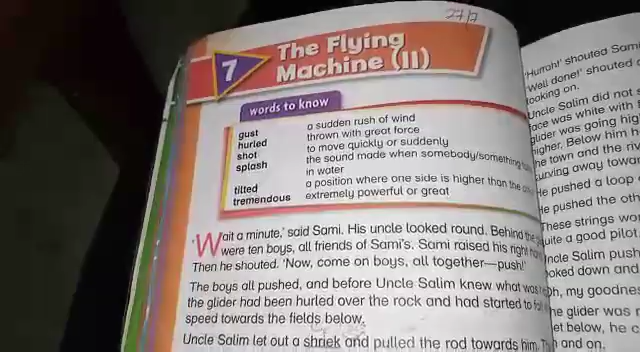 27/7
7
The Flying
Machine (II)
words to know
gust a sudden rush of wind
hurled thrown with great force
shot to move quickly or suddenly
splash the sound made when somebody/something
in water
tilted a position where one side is higher than the
tremendous extremely powerful or great
'Wait a minute,' said Sami. His uncle looked round. Behind the
were ten boys, all friends of Sami's. Sami raised his right
Then he shouted. 'Now, come on boys, all together—push!'
The boys all pushed, and before Uncle Salim knew what was
the glider had been hurled over the rock and had started to
speed towards the fields below.
Uncle Salim let out a shriek and pulled the rod towards him.
'Hurrah!' shouted Sami
'Well done!' shouted
looking on.
Uncle Salim did not
face was white with
glider was going
higher. Below him
the town and the
curving away
He pushed a loop
He pushed the
These strings
quite a good pilot.
Uncle Salim push
looked down and
Oh, my goodness
The glider was
let below, he
and on.